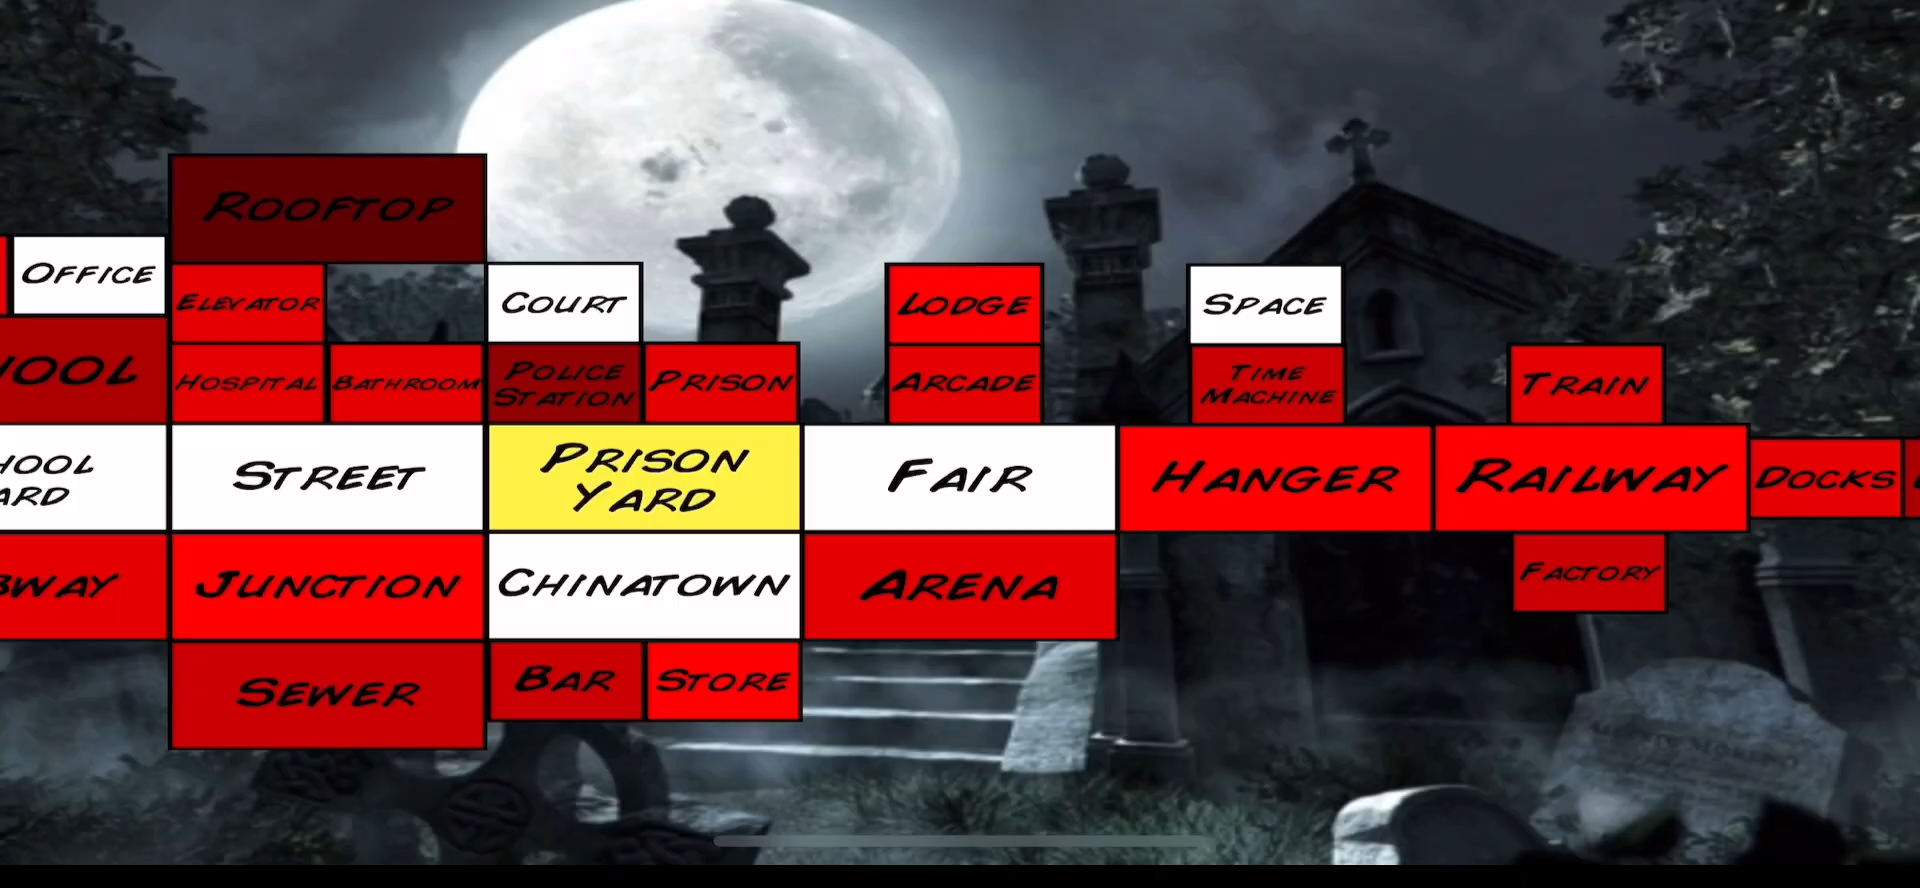 Rooftop
Office
Elevator
Court
Lodge
Space
Hospital
Bathroom
Police
Station
Prison
Arcade
Time
Machine
Train
Street
Prison
Yard
Fair
Hanger
Railway
Docks
Junction
Chinatown
Arena
Factory
Sewer
Bar
Store